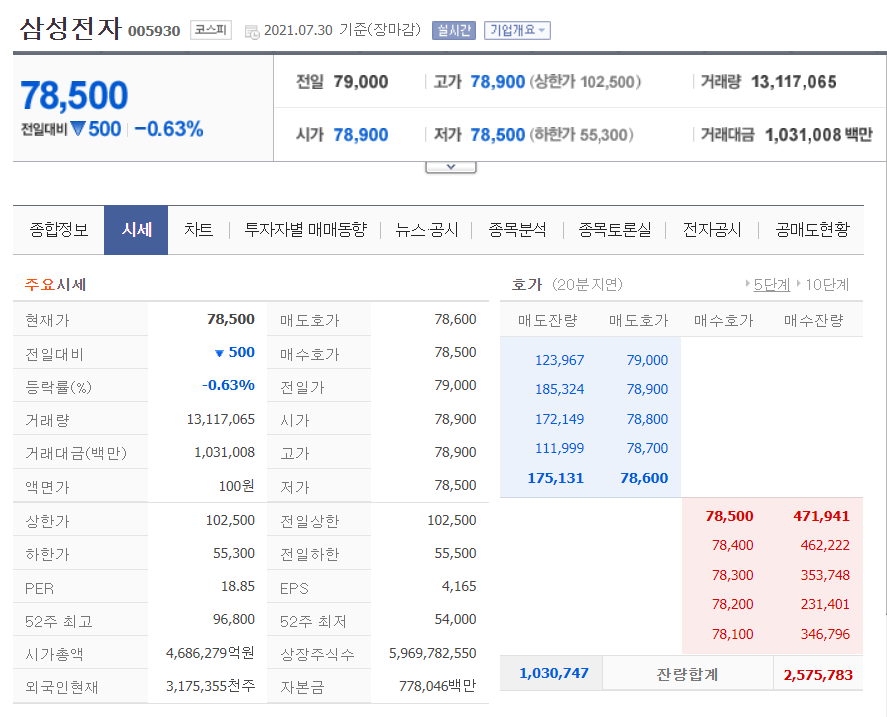 삼성전자 005930 코스피 2021.07.30 기준(장마감) 실시간 기업개요
78,500
전일대비 ▼500 -0.63%
전일 79,000 고가 78,900 (상한가 102,500) 거래량 13,117,065
시가 78,900 저가 78,500 (하한가 55,300) 거래대금 1,031,008 백만
종합정보 시세 차트 투자자별 매매동향 뉴스·공시 종목분석 종목토론실 전자공시 공매도현황
주요시세
현재가 78,500 매도호가 78,600
전일대비 ▼ 500 매수호가 78,500
등락률(%) -0.63% 전일가 79,000
거래량 13,117,065 시가 78,900
거래대금(백만) 1,031,008 고가 78,900
액면가 100원 저가 78,500
상한가 102,500 전일상한 102,500
하한가 55,300 전일하한 55,500
PER 18.85 EPS 4,165
52주 최고 96,800 52주 최저 54,000
시가총액 4,686,279억원 상장주식수 5,969,782,550
외국인현재 3,175,355천주 자본금 778,046백만
호가 (20분지연) 5단계 10단계
매도잔량 매도호가 매수호가 매수잔량
123,967 79,000
185,324 78,900
172,149 78,800
111,999 78,700
175,131 78,600
78,500 471,941
78,400 462,222
78,300 353,748
78,200 231,401
78,100 346,796
1,030,747 잔량합계 2,575,783